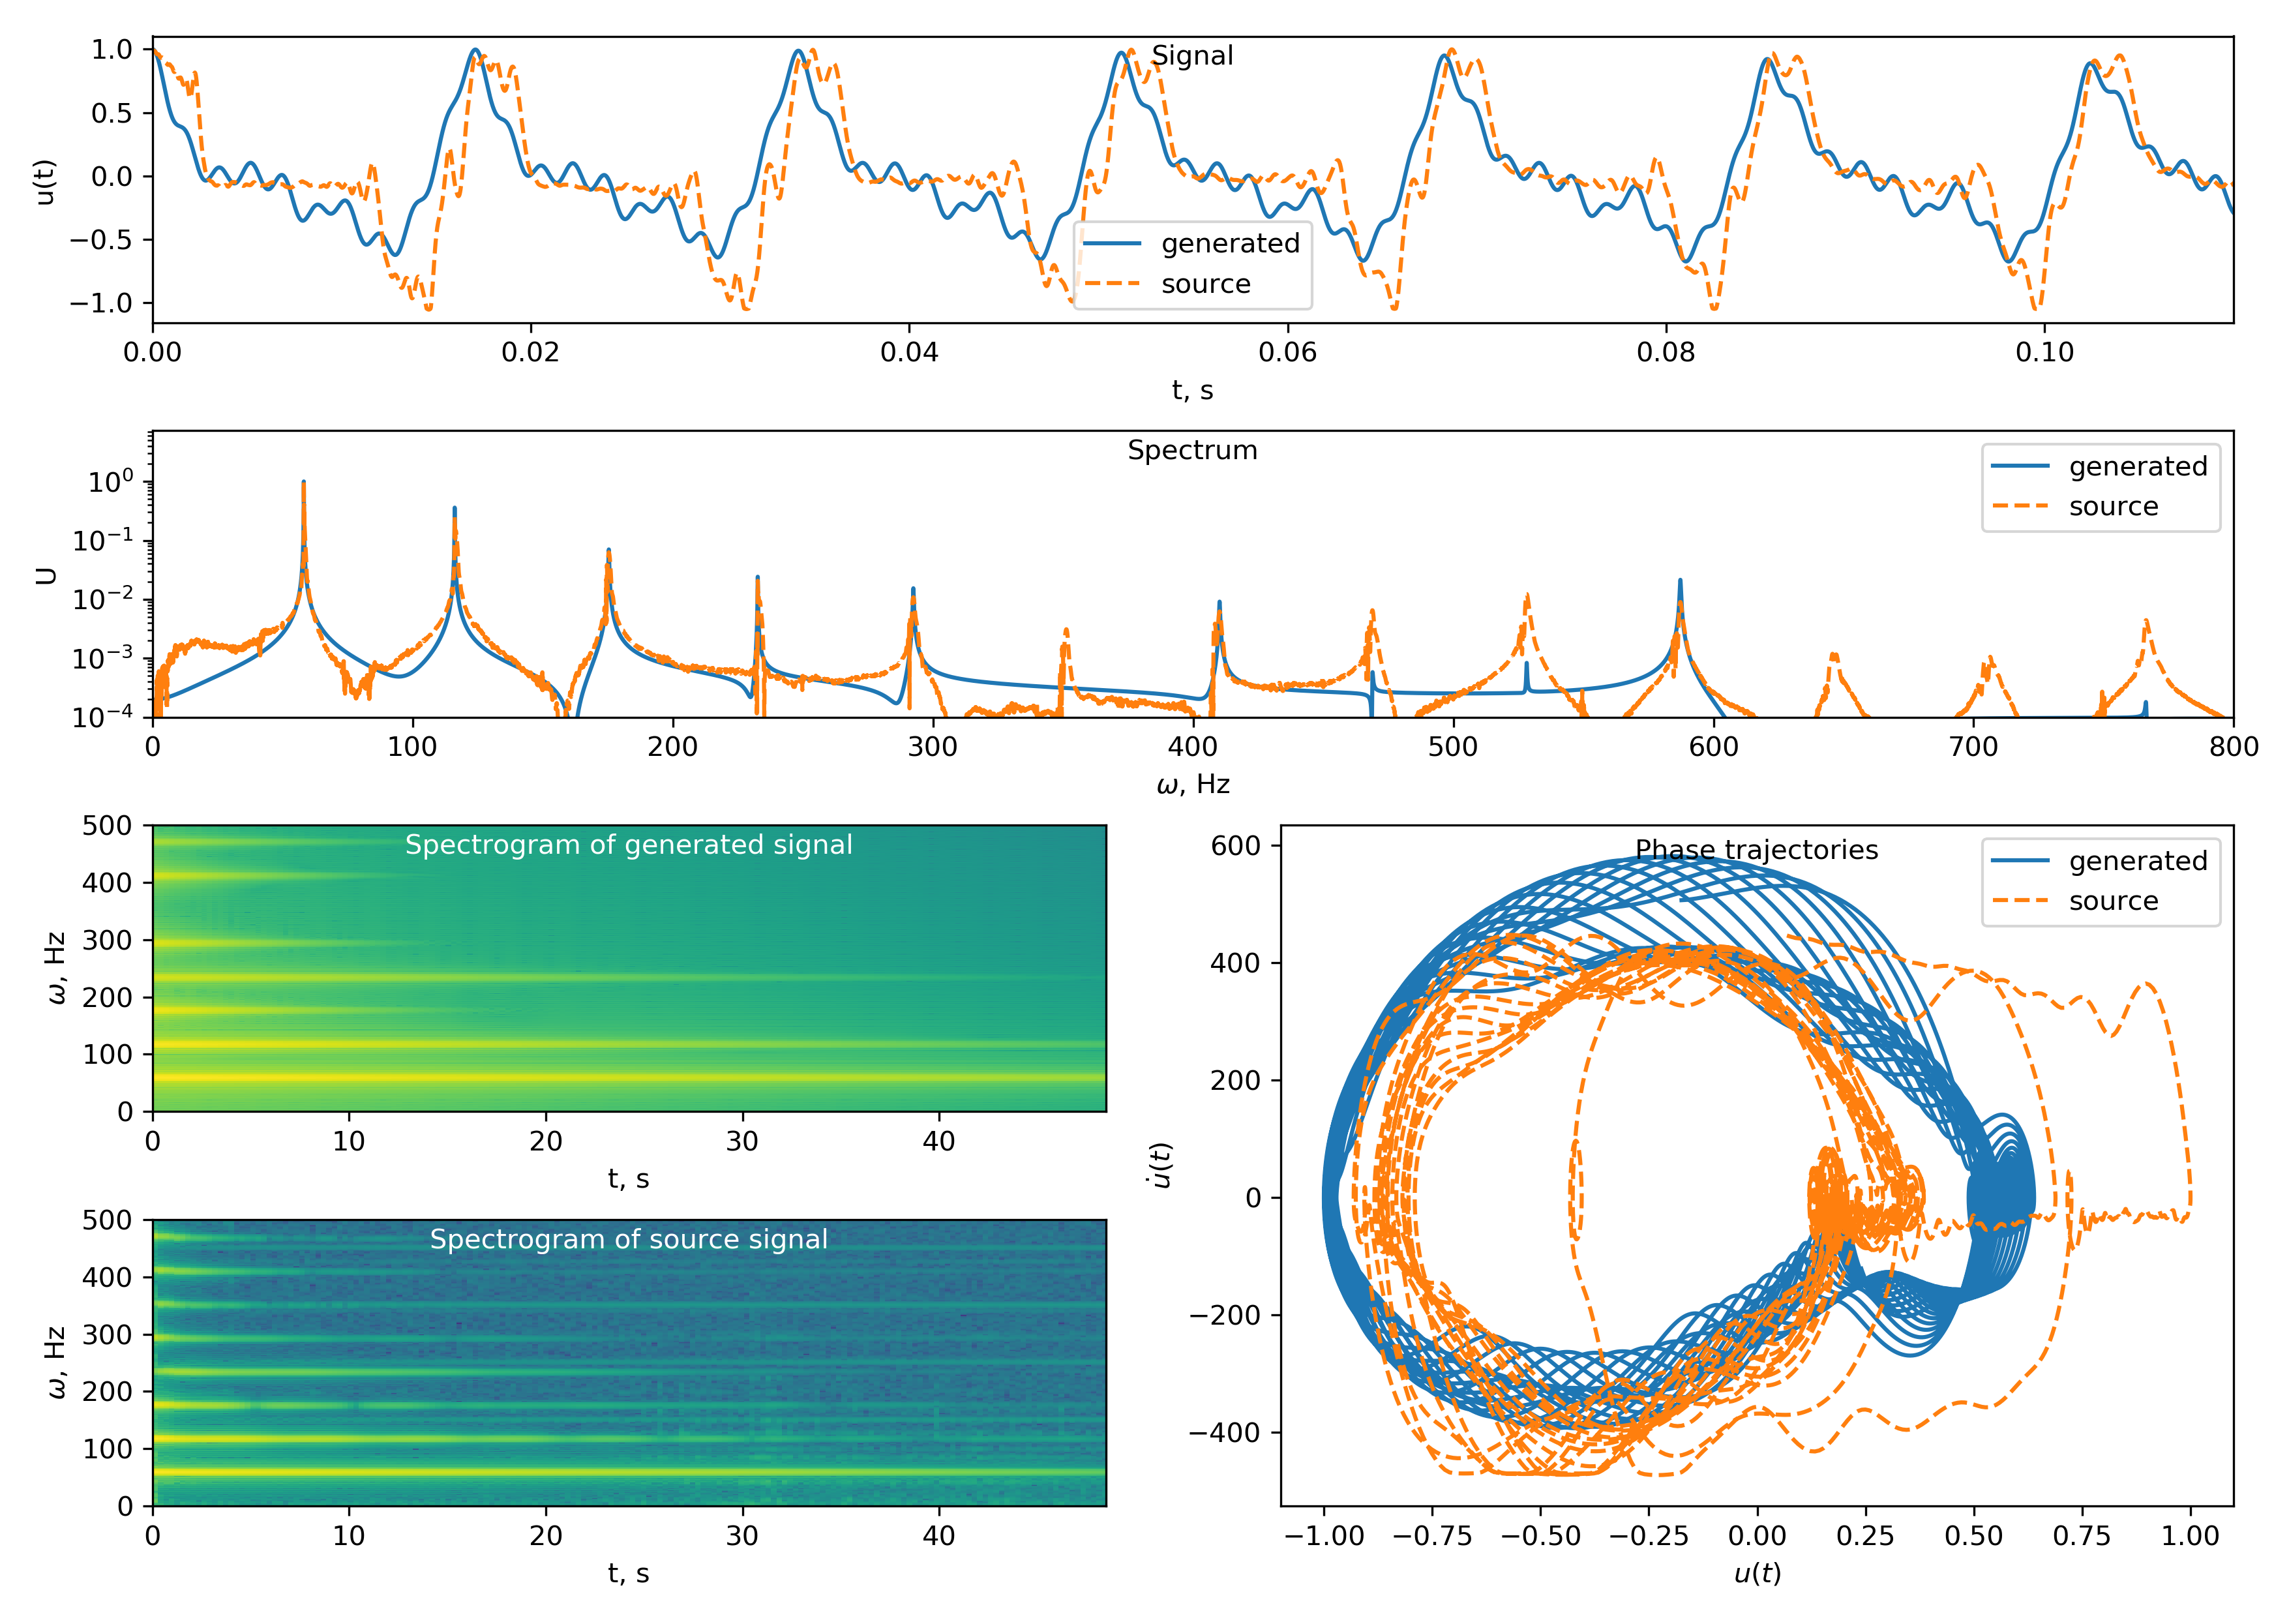 Signal
1.0
0.5
0.0
−0.5
−1.0
u(t)
generated
source
0.00 0.02 0.04 0.06 0.08 0.10
t, s
Spectrum
10⁰
10⁻¹
10⁻²
10⁻³
10⁻⁴
U
generated
source
0 100 200 300 400 500 600 700 800
ω, Hz
Spectrogram of generated signal
500
400
300
200
100
0
ω, Hz
0 10 20 30 40
t, s
Spectrogram of source signal
500
400
300
200
100
0
ω, Hz
0 10 20 30 40
t, s
Phase trajectories
generated
source
600
400
200
0
−200
−400
u̇(t)
−1.00 −0.75 −0.50 −0.25 0.00 0.25 0.50 0.75 1.00
u(t)